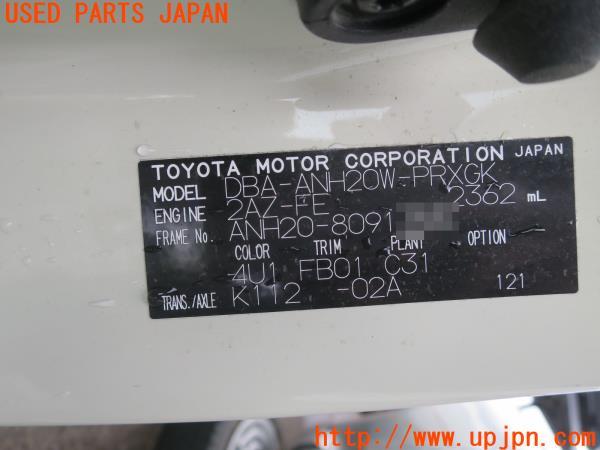 USED PARTS JAPAN
TOYOTA MOTOR CORPORATION JAPAN
MODEL DBA-ANH20W-PRXGK
ENGINE 2AZ-FE 2362 mL
FRAME No. ANH20-8091
COLOR TRIM PLANT OPTION
4U1 FB01 C31
TRANS./AXLE K112 -02A 121
http://www.upjpn.com/